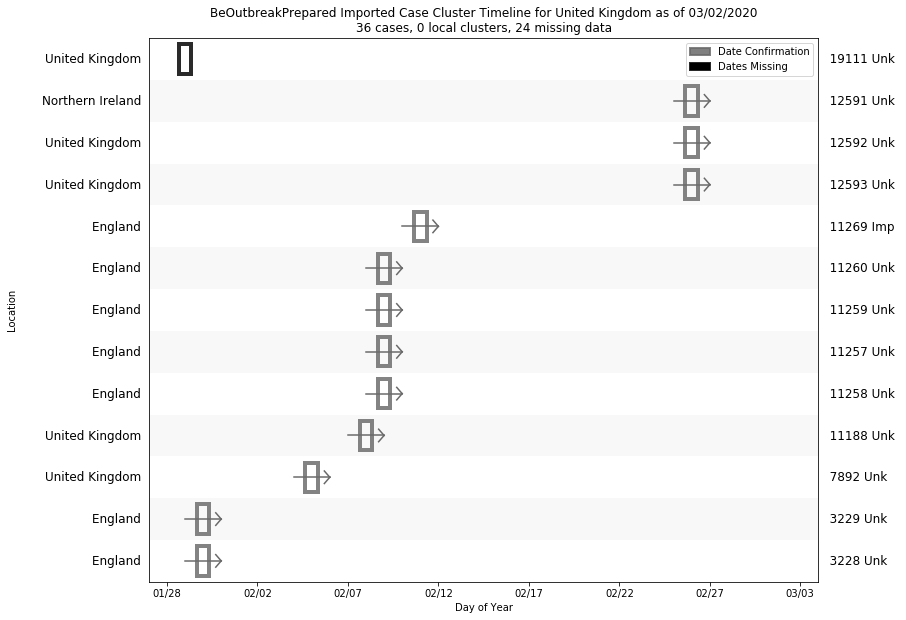 BeOutbreakPrepared Imported Case Cluster Timeline for United Kingdom as of 03/02/2020
36 cases, 0 local clusters, 24 missing data
Date Confirmation
Dates Missing
United Kingdom 19111 Unk
Northern Ireland 12591 Unk
United Kingdom 12592 Unk
United Kingdom 12593 Unk
England 11269 Imp
England 11260 Unk
England 11259 Unk
England 11257 Unk
England 11258 Unk
United Kingdom 11188 Unk
United Kingdom 7892 Unk
England 3229 Unk
England 3228 Unk
Location
01/28 02/02 02/07 02/12 02/17 02/22 02/27 03/03
Day of Year